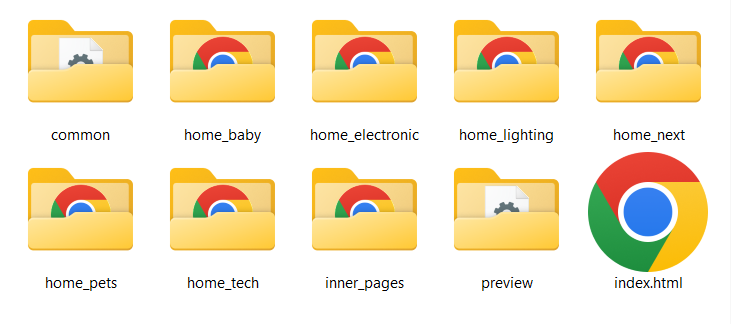 common
home_baby
home_electronic
home_lighting
home_next
home_pets
home_tech
inner_pages
preview
index.html